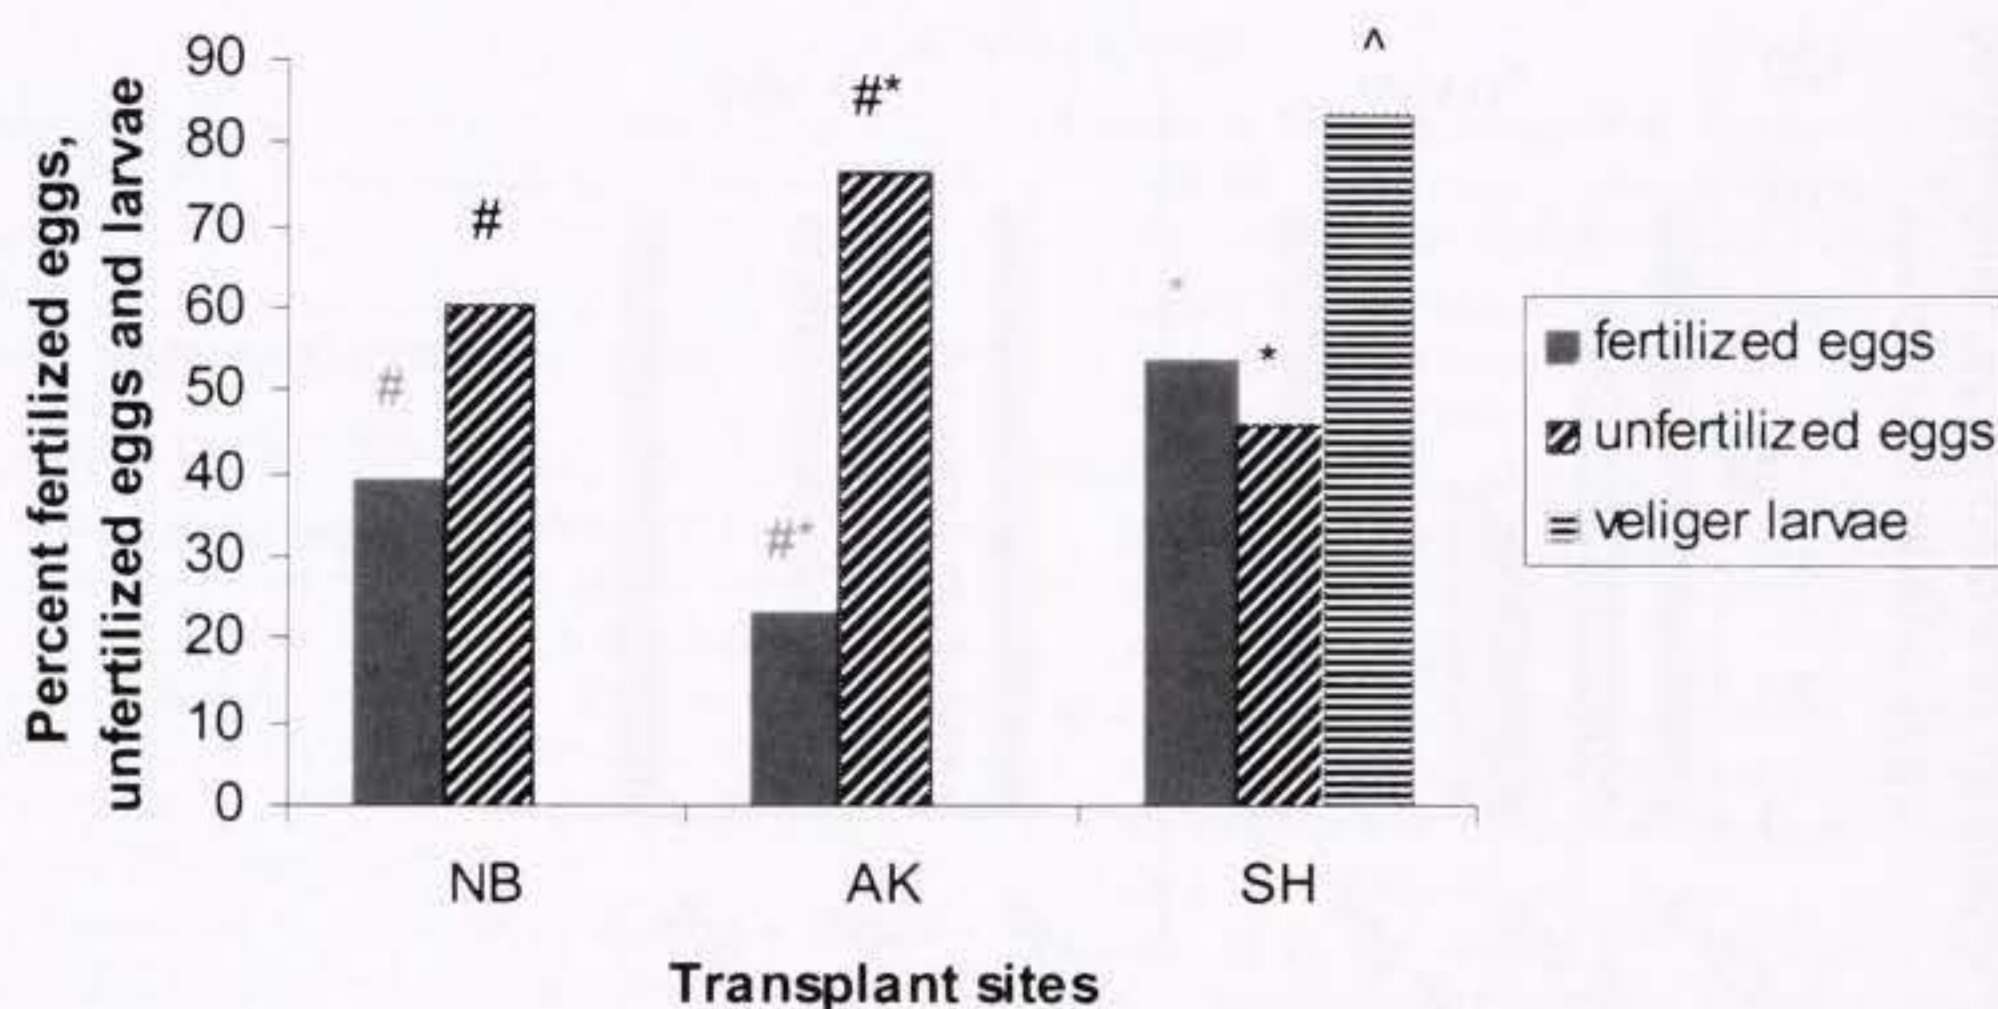 Percent fertilized eggs,
unfertilized eggs and larvae
90
80
70
60
50
40
30
20
10
0
#
#
#*
#*
*
*
^
NB AK SH
Transplant sites
fertilized eggs
unfertilized eggs
veliger larvae